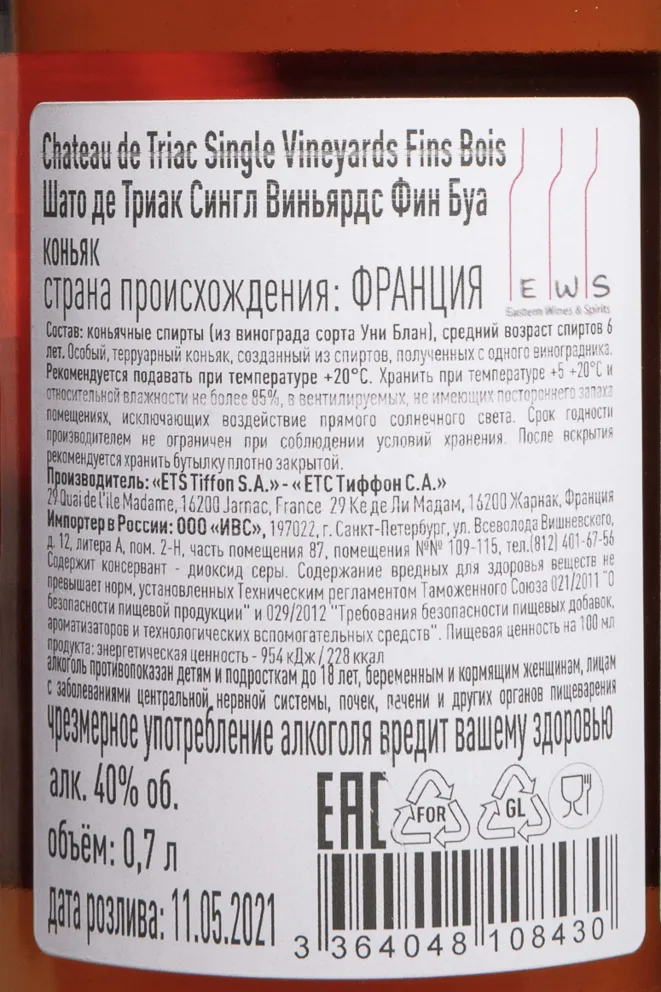 Chateau de Triac Single Vineyards Fins Bois
Шато де Триак Сингл Виньярдс Фин Буа
коньяк
страна происхождения: ФРАНЦИЯ
E W S
Eastern Wines & Spirits
Состав: коньячные спирты (из винограда сорта Уни Блан), средний возраст спиртов 6
лет. Особый, терруарный коньяк, созданный из спиртов, полученных с одного виноградника.
Рекомендуется подавать при температуре +20°С. Хранить при температуре +5 +20°С и
относительной влажности не более 85%, в вентилируемых, не имеющих постороннего запаха
помещениях, исключающих воздействие прямого солнечного света. Срок годности
производителем не ограничен при соблюдении условий хранения. После вскрытия
рекомендуется хранить бутылку плотно закрытой.
Производитель: «ETS Tiffon S.A.» - «ЕТС Тиффон С.А.»
29 Quai de l'ile Madame, 16200 Jarnac, France 29 Ке де Ли Мадам, 16200 Жарнак, Франция
Импортер в России: ООО «ИВС», 197022, г. Санкт-Петербург, ул. Всеволода Вишневского,
д. 12, литера А, пом. 2-Н, часть помещения 87, помещения №№ 109-115, тел.(812) 401-67-56
Содержит консервант - диоксид серы. Содержание вредных для здоровья веществ не
превышает норм, установленных Техническим регламентом Таможенного Союза 021/2011 "О
безопасности пищевой продукции" и 029/2012 "Требования безопасности пищевых добавок,
ароматизаторов и технологических вспомогательных средств". Пищевая ценность на 100 мл
продукта: энергетическая ценность - 954 кДж / 228 ккал
алкоголь противопоказан детям и подросткам до 18 лет, беременным и кормящим женщинам, лицам
с заболеваниями центральной нервной системы, почек, печени и других органов пищеварения
чрезмерное употребление алкоголя вредит вашему здоровью
алк. 40% об.
объём: 0,7 л
дата розлива: 11.05.2021
EAC
FOR
GL
3 364048 108430